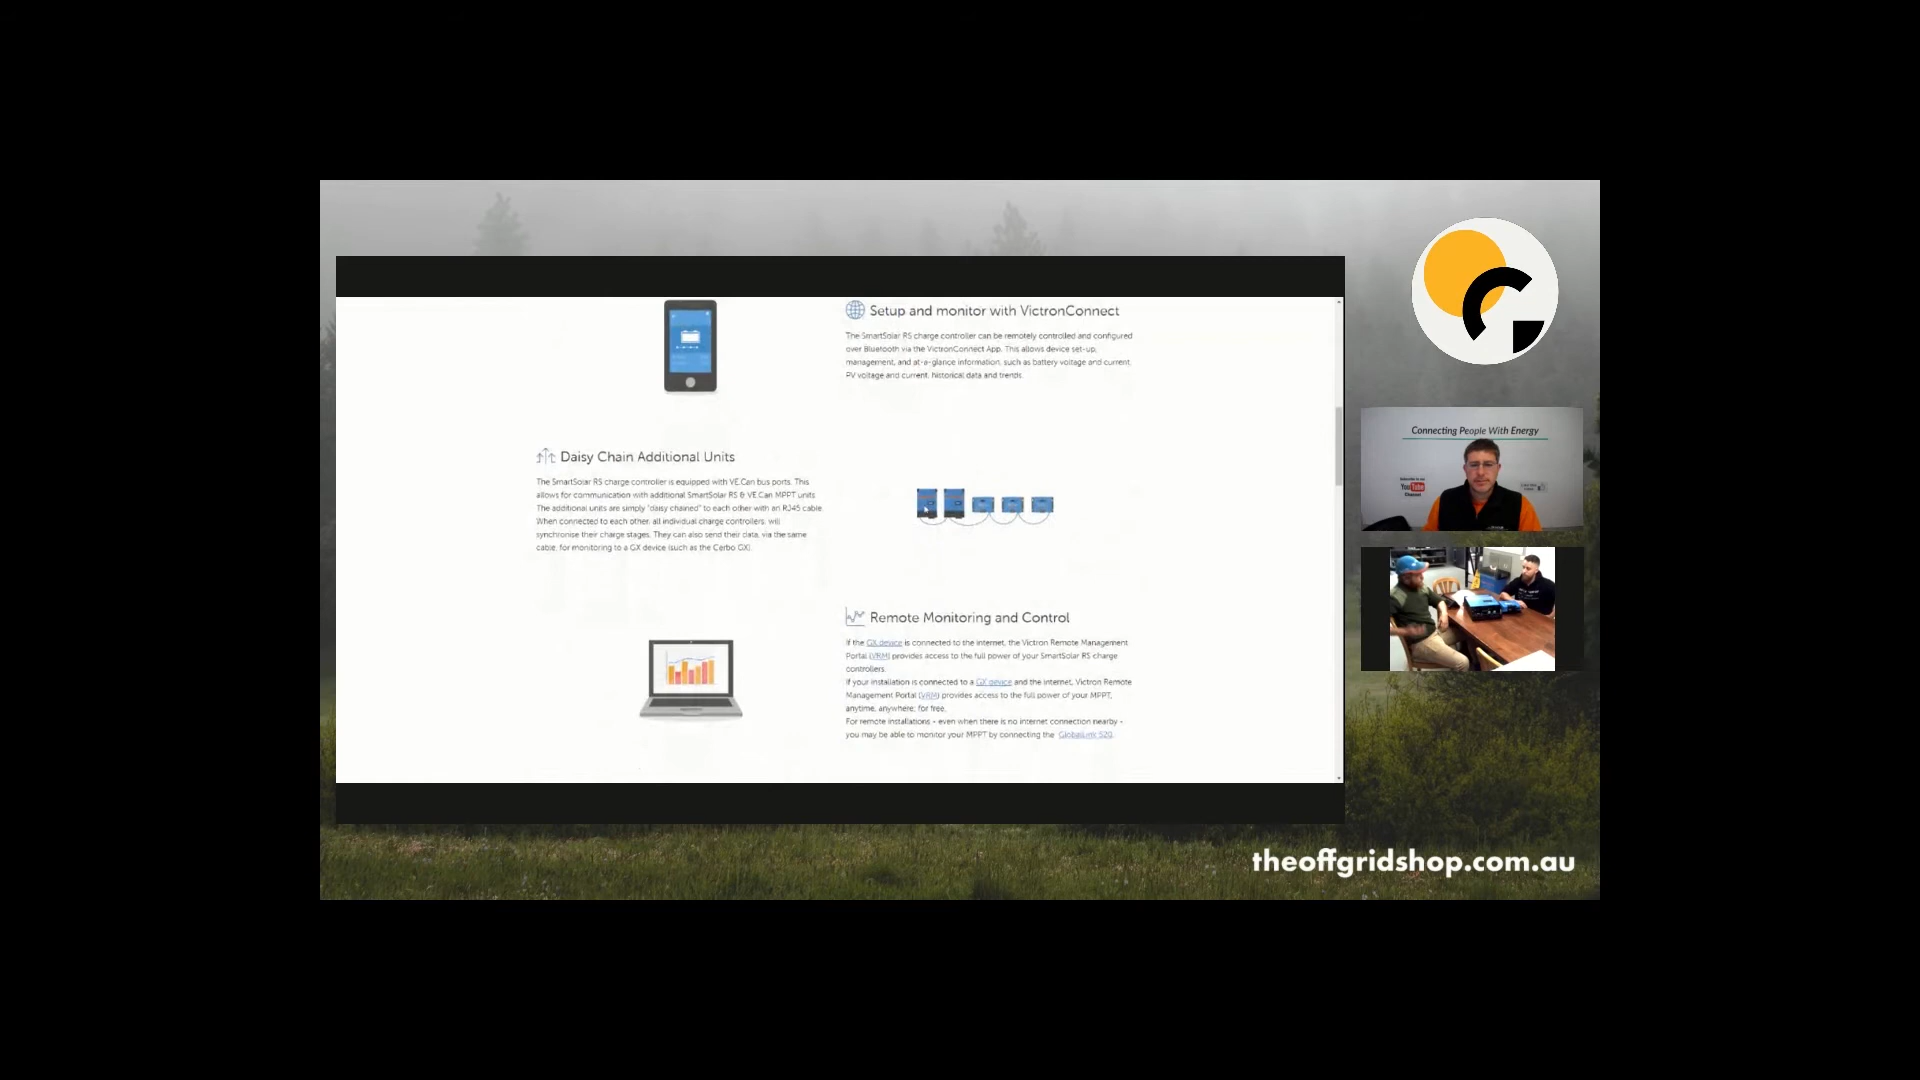 Setup and monitor with VictronConnect
The SmartSolar RS charge controller can be remotely controlled and configured
over Bluetooth via the VictronConnect App. This allows device set-up,
management, and at-a-glance information, such as battery voltage and current,
PV voltage and current, historical data and trends.
Daisy Chain Additional Units
The SmartSolar RS charge controller is equipped with VE.Can bus ports. This
allows for communication with additional SmartSolar RS & VE.Can MPPT units.
The additional units are simply "daisy chained" to each other with an RJ45 cable.
When connected to each other, all individual charge controllers, will
synchronise their charge stages. They can also send their data, via the same
cable, for monitoring to a GX device (such as the Cerbo GX).
Remote Monitoring and Control
If the GX device is connected to the internet, the Victron Remote Management
Portal (VRM) provides access to the full power of your SmartSolar RS charge
controllers.
If your installation is connected to a GX device and the internet, Victron Remote
Management Portal (VRM) provides access to the full power of your MPPT,
anytime, anywhere; for free.
For remote installations - even when there is no internet connection nearby -
you may be able to monitor your MPPT by connecting the GlobalLink 520.
Connecting People With Energy
YouTube
Channel
theoffgridshop.com.au